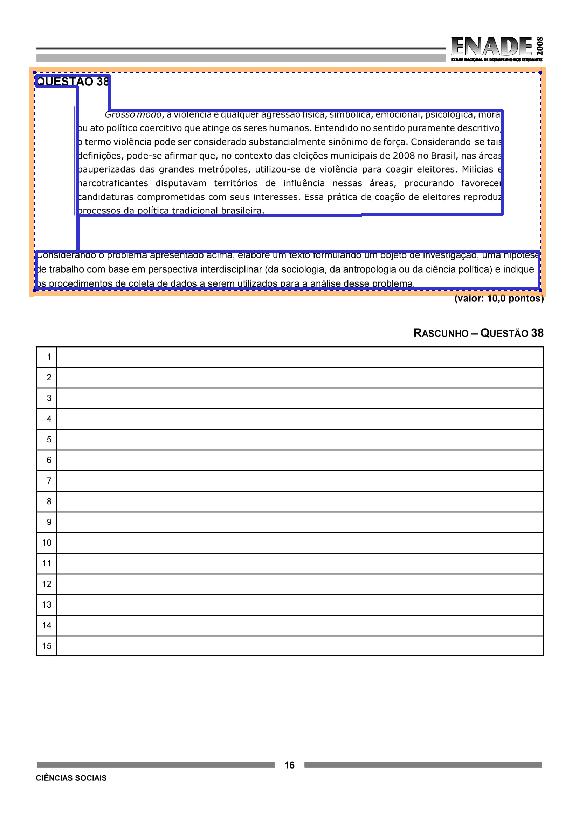 ENADE 2008
EXAME NACIONAL DE DESEMPENHO DOS ESTUDANTES
QUESTÃO 38
Grosso modo, a violência é qualquer agressão física, simbólica, emocional, psicológica, moral
ou ato político coercitivo que atinge os seres humanos. Entendido no sentido puramente descritivo,
o termo violência pode ser considerado substancialmente sinônimo de força. Considerando-se tais
definições, pode-se afirmar que, no contexto das eleições municipais de 2008 no Brasil, nas áreas
pauperizadas das grandes metrópoles, utilizou-se de violência para coagir eleitores. Milícias e
narcotraficantes disputavam territórios de influência nessas áreas, procurando favorecer
candidaturas comprometidas com seus interesses. Essa prática de coação de eleitores reproduz
processos da política tradicional brasileira.
Considerando o problema apresentado acima, elabore um texto formulando um objeto de investigação, uma hipótese
de trabalho com base em perspectiva interdisciplinar (da sociologia, da antropologia ou da ciência política) e indique
os procedimentos de coleta de dados a serem utilizados para a análise desse problema.
(valor: 10,0 pontos)
RASCUNHO – QUESTÃO 38
1
2
3
4
5
6
7
8
9
10
11
12
13
14
15
16
CIÊNCIAS SOCIAIS